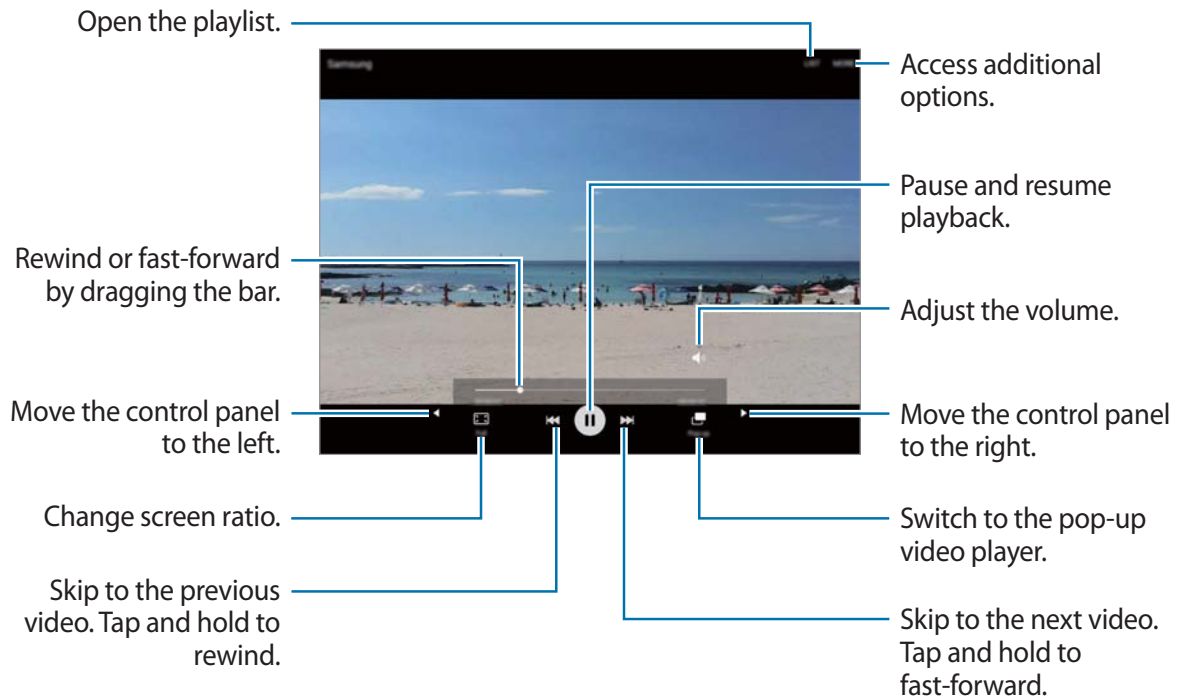 Open the playlist.
Samsung
LIST
MORE
Access additional
options.
Pause and resume
playback.
Rewind or fast-forward
by dragging the bar.
Adjust the volume.
Move the control panel
to the left.
Move the control panel
to the right.
Full
Pop-up
Change screen ratio.
Switch to the pop-up
video player.
Skip to the previous
video. Tap and hold to
rewind.
Skip to the next video.
Tap and hold to
fast-forward.